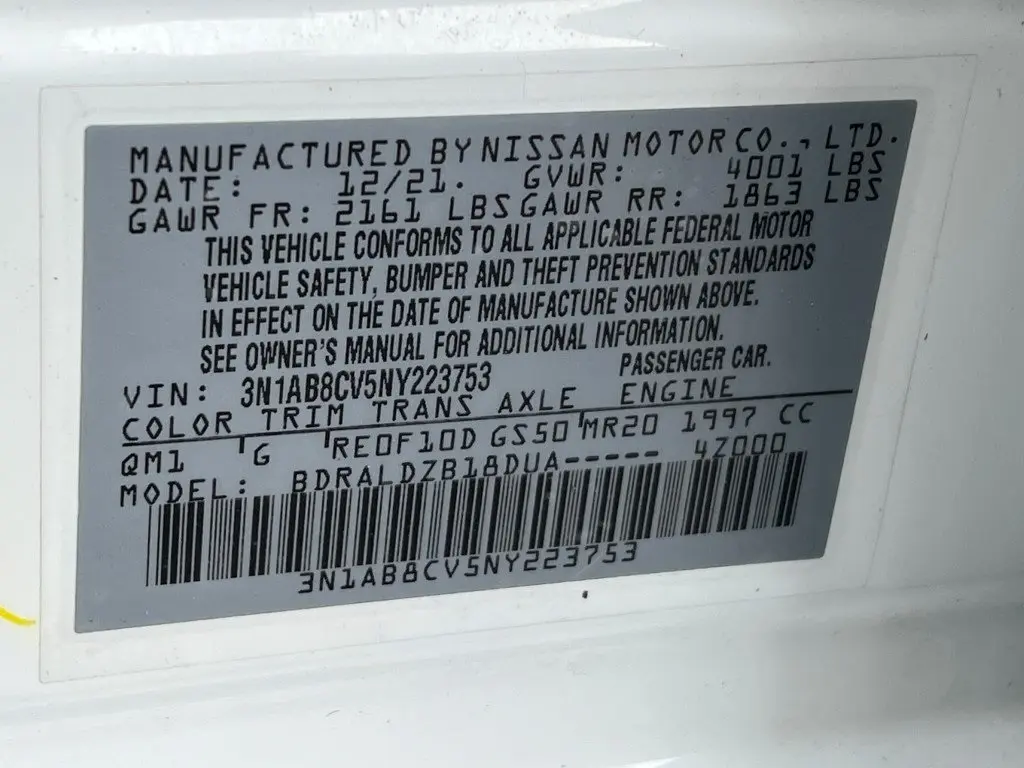 MANUFACTURED BY NISSAN MOTOR CO., LTD.
DATE: 12/21. GVWR: 4001 LBS
GAWR FR: 2161 LBS GAWR RR: 1863 LBS
THIS VEHICLE CONFORMS TO ALL APPLICABLE FEDERAL MOTOR
VEHICLE SAFETY, BUMPER AND THEFT PREVENTION STANDARDS
IN EFFECT ON THE DATE OF MANUFACTURE SHOWN ABOVE.
SEE OWNER'S MANUAL FOR ADDITIONAL INFORMATION.
VIN: 3N1AB8CV5NY223753 PASSENGER CAR.
COLOR TRIM TRANS AXLE ENGINE
QM1 G RE0F10D GS50 MR20 1997 CC
MODEL: BDRALDZB18DUA----- 4Z000
3N1AB8CV5NY223753